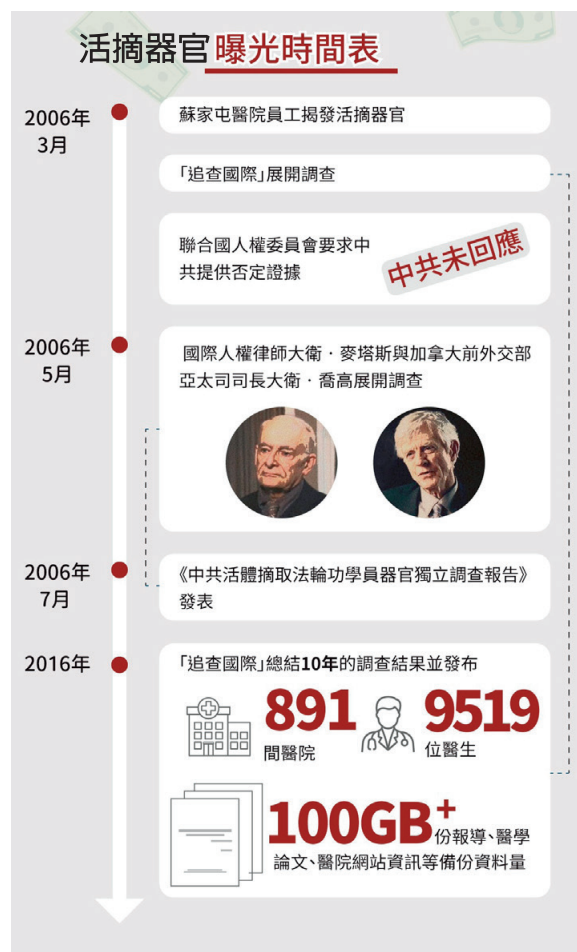 活摘器官曝光時間表
2006年
3月
蘇家屯醫院員工揭發活摘器官
「追查國際」展開調查
聯合國人權委員會要求中
共提供否定證據
中共未回應
2006年
5月
國際人權律師大衛．麥塔斯與加拿大前外交部
亞太司司長大衛．喬高展開調查
2006年
7月
《中共活體摘取法輪功學員器官獨立調查報告》
發表
2016年
「追查國際」總結10年的調查結果並發布
891
間醫院
9519
位醫生
100GB+
份報導、醫學
論文、醫院網站資訊等備份資料量